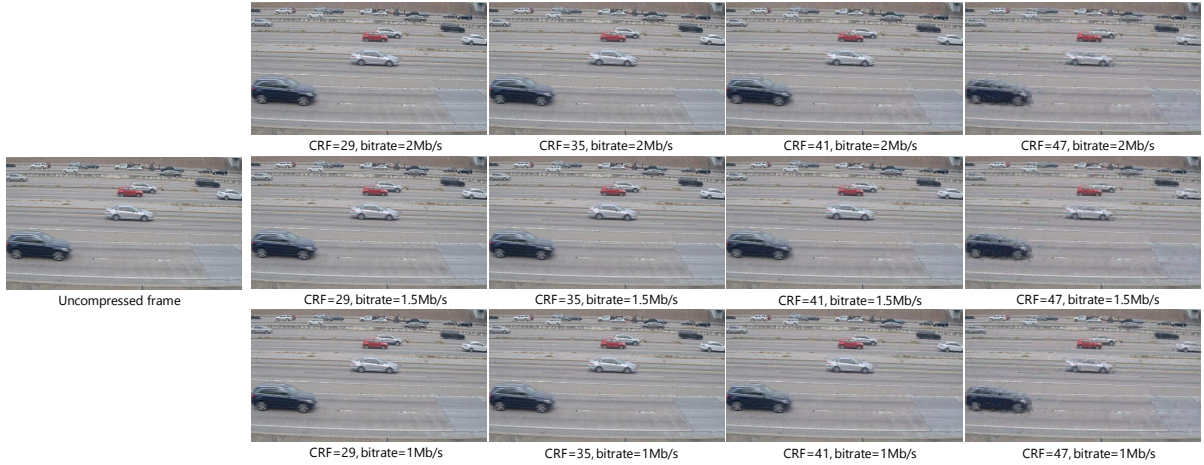 CRF=29, bitrate=2Mb/s
CRF=35, bitrate=2Mb/s
CRF=41, bitrate=2Mb/s
CRF=47, bitrate=2Mb/s
Uncompressed frame
CRF=29, bitrate=1.5Mb/s
CRF=35, bitrate=1.5Mb/s
CRF=41, bitrate=1.5Mb/s
CRF=47, bitrate=1.5Mb/s
CRF=29, bitrate=1Mb/s
CRF=35, bitrate=1Mb/s
CRF=41, bitrate=1Mb/s
CRF=47, bitrate=1Mb/s